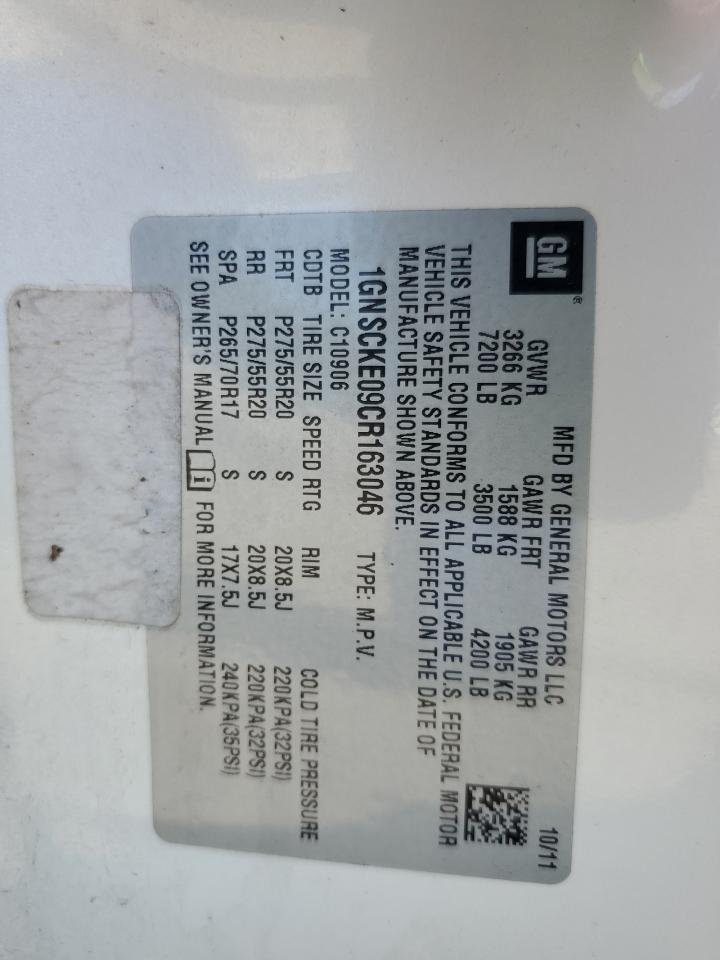 GM®
MFD BY GENERAL MOTORS LLC 10/11
GVWR GAWR FRT GAWR RR
3266 KG 1588 KG 1905 KG
7200 LB 3500 LB 4200 LB
THIS VEHICLE CONFORMS TO ALL APPLICABLE U.S. FEDERAL MOTOR
VEHICLE SAFETY STANDARDS IN EFFECT ON THE DATE OF
MANUFACTURE SHOWN ABOVE.
1GNSCKE09CR163046 TYPE: M.P.V.
MODEL: C10906
CDTB TIRE SIZE SPEED RTG RIM COLD TIRE PRESSURE
FRT P275/55R20 S 20X8.5J 220KPA(32PSI)
RR P275/55R20 S 20X8.5J 220KPA(32PSI)
SPA P265/70R17 S 17X7.5J 240KPA(35PSI)
SEE OWNER'S MANUAL i FOR MORE INFORMATION.